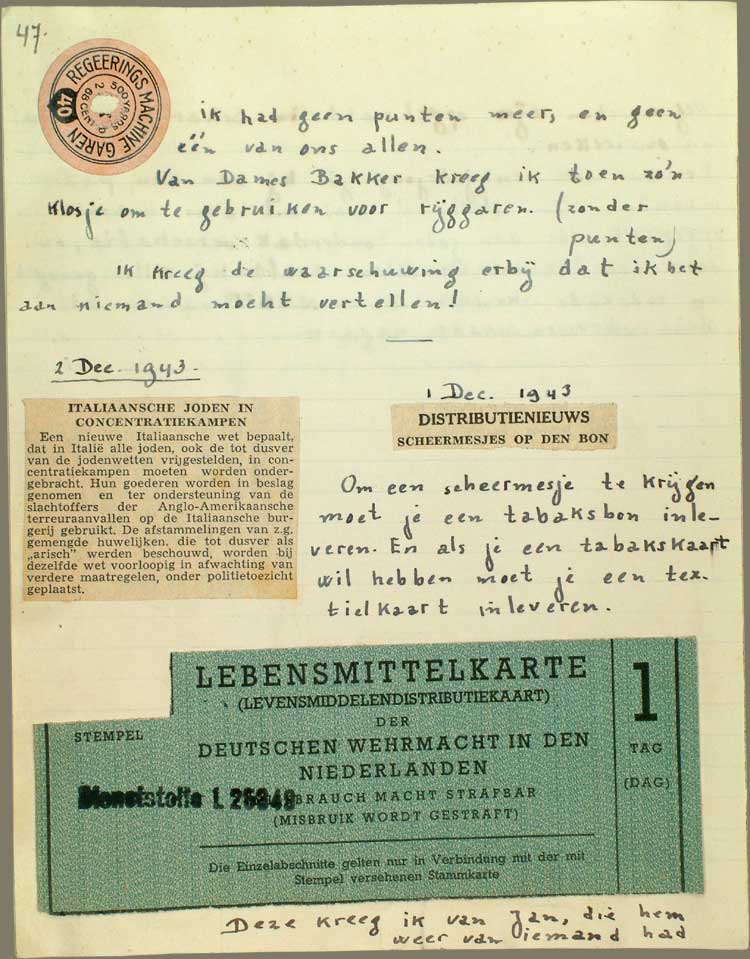 47.
REGEERINGS MACHINE GAREN
40
500 YARDS
ik had geen punten meer, en geen
één van ons allen.
Van Dames Bakker kreeg ik toen zo'n
klosje om te gebruiken voor rijggaren. (zonder
punten)
Ik kreeg de waarschuwing erbij dat ik het
aan niemand mocht vertellen!
2 Dec. 1943.
ITALIAANSCHE JODEN IN
CONCENTRATIEKAMPEN
Een nieuwe Italiaansche wet bepaalt,
dat in Italië alle joden, ook de tot dusver
van de jodenwetten vrijgestelden, in con-
centratiekampen moeten worden onder-
gebracht. Hun goederen worden in beslag
genomen en ter ondersteuning van de
slachtoffers der Anglo-Amerikaansche
terreuraanvallen op de Italiaansche bur-
gerij gebruikt. De afstammelingen van z.g.
gemengde huwelijken, die tot dusver als
„arisch” werden beschouwd, worden bij
dezelfde wet voorloopig in afwachting van
verdere maatregelen, onder politietoezicht
geplaatst.
1 Dec. 1943
DISTRIBUTIENIEUWS
SCHEERMESJES OP DEN BON
Om een scheermesje te krijgen
moet je een tabaksbon inle-
veren. En als je een tabakskaart
wil hebben moet je een tex-
tielkaart inleveren.
LEBENSMITTELKARTE
(LEVENSMIDDELENDISTRIBUTIEKAART)
DER
DEUTSCHEN WEHRMACHT IN DEN
NIEDERLANDEN
BRAUCH MACHT STRAFBAR
(MISBRUIK WORDT GESTRAFT)
STEMPEL
Dienststelle L 26949
1
TAG
(DAG)
Die Einzelabschnitte gelten nur in Verbindung mit der mit
Stempel versehenen Stammkarte
Deze kreeg ik van Jan, die hem
weer van iemand had